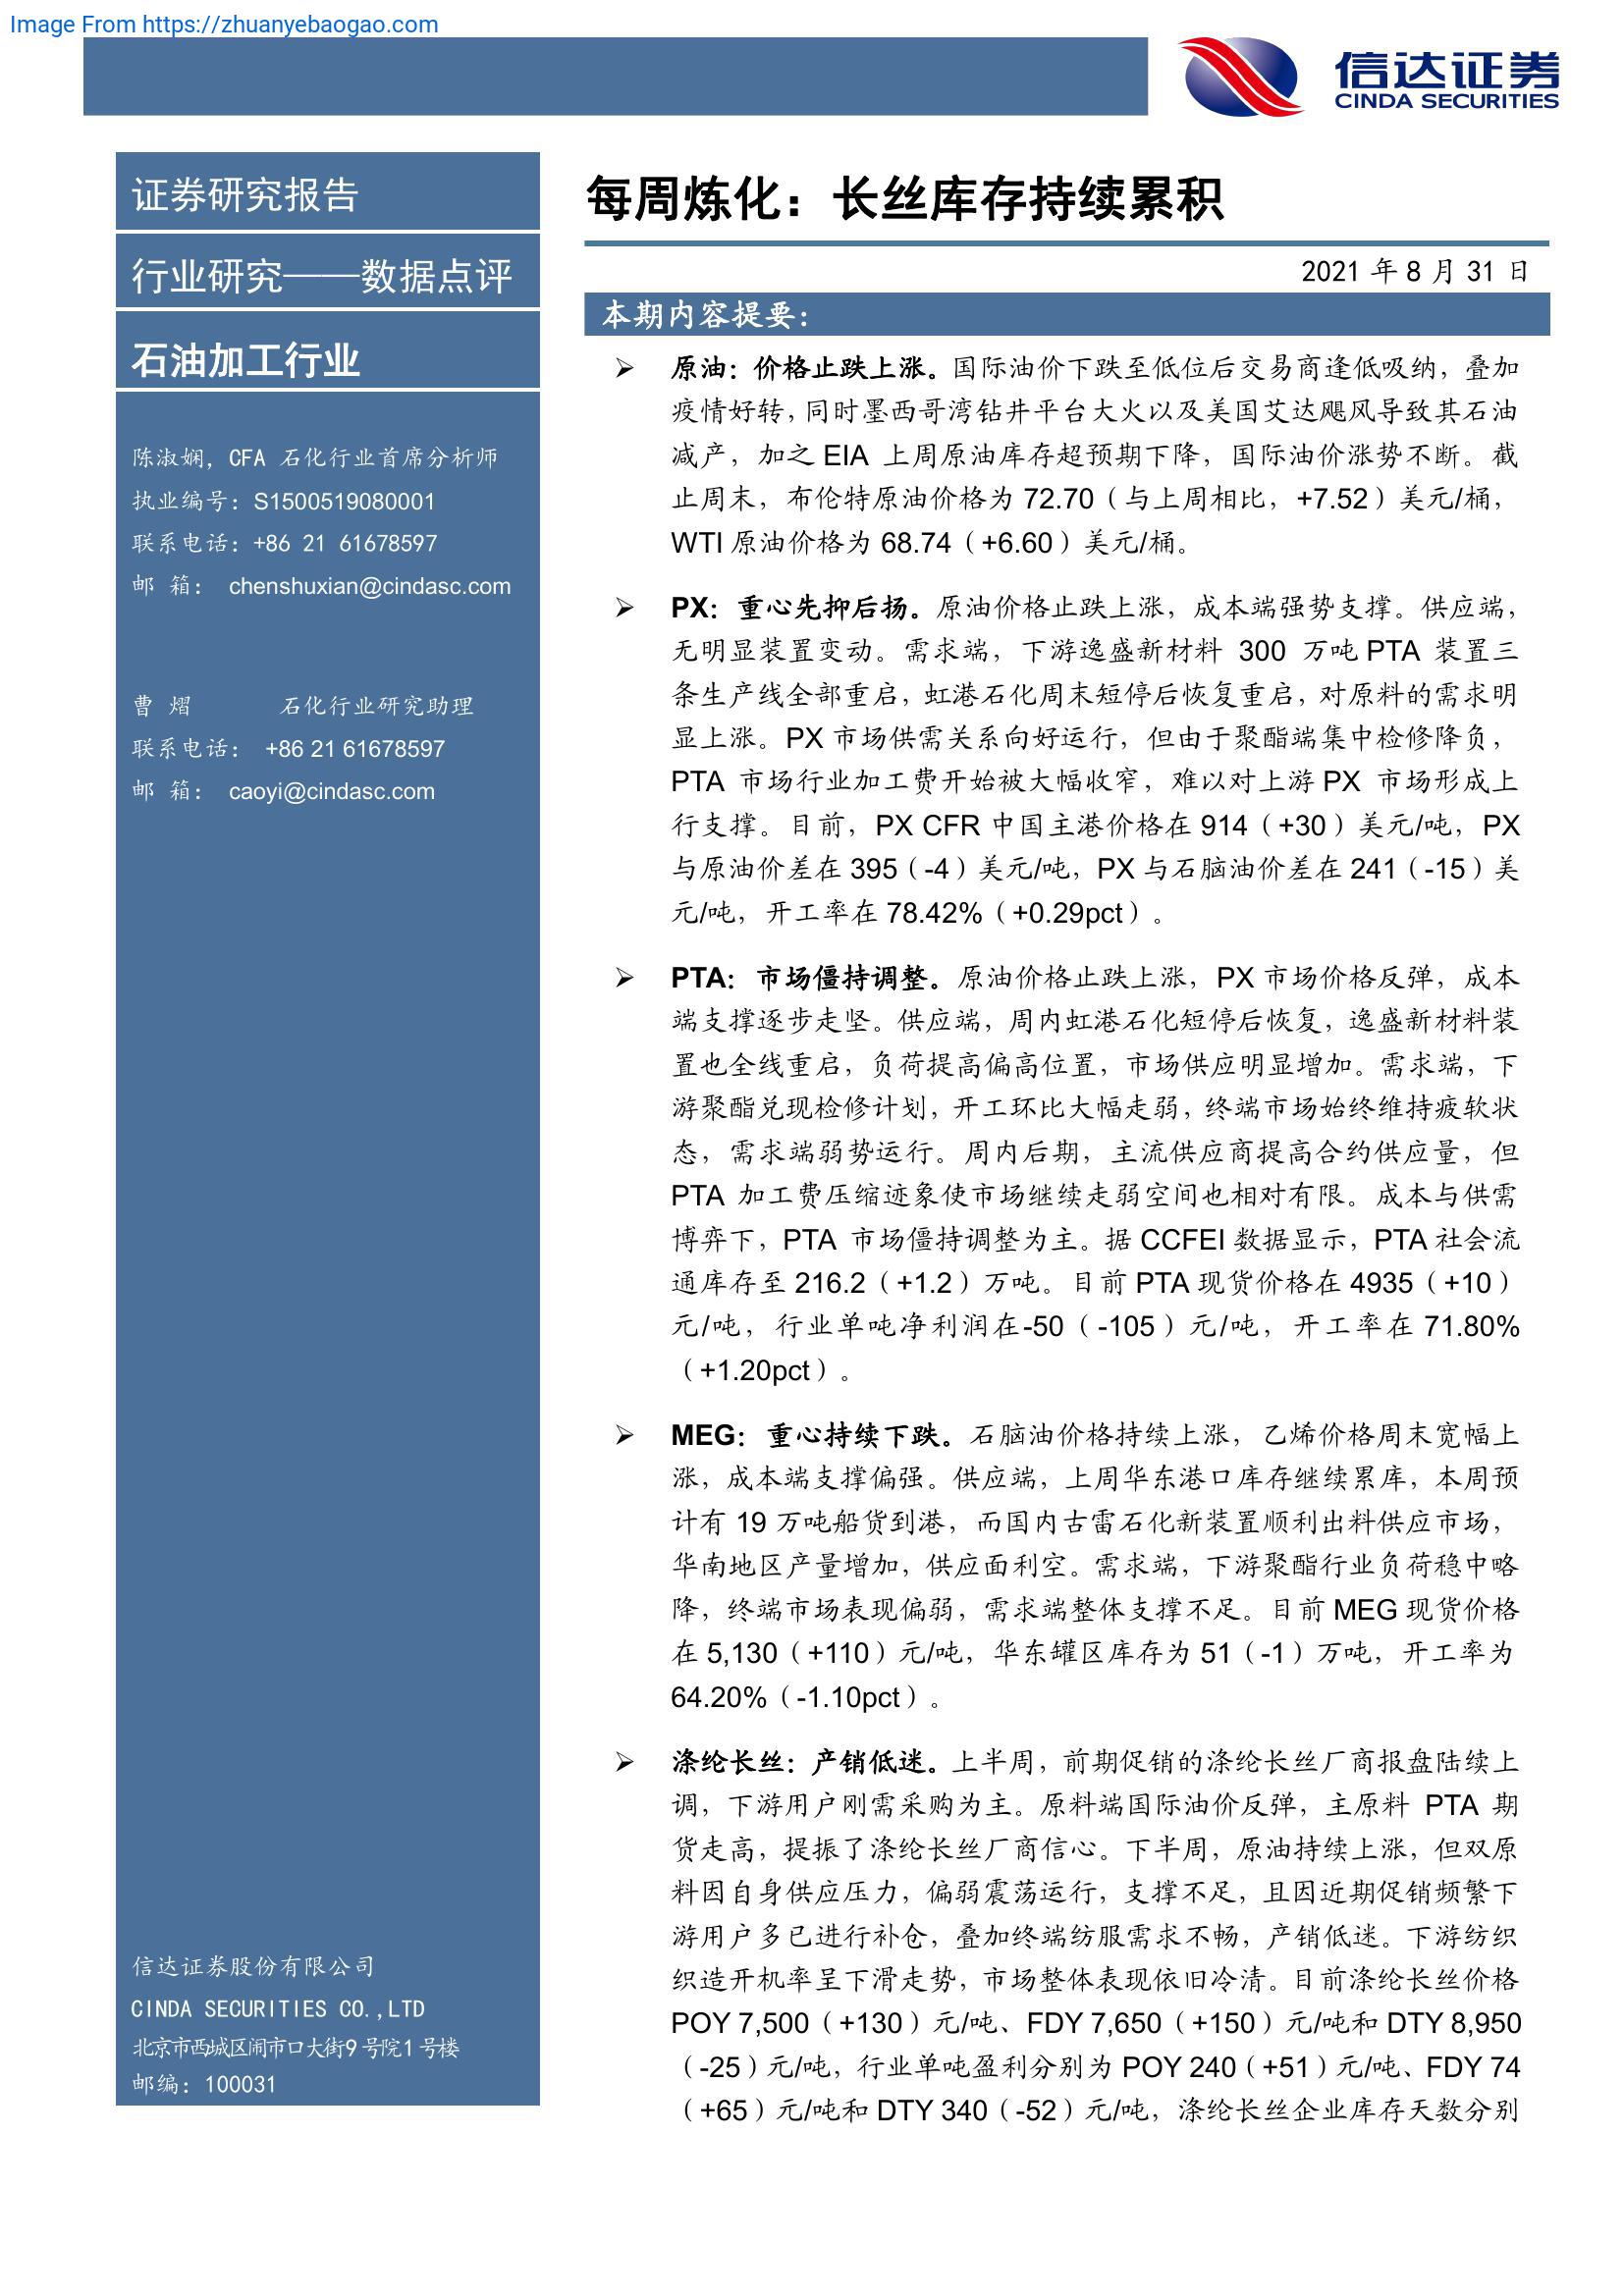 Image From https://zhuanyebaogao.com
信达证券
CINDA SECURITIES
证券研究报告
行业研究——数据点评
石油加工行业
陈淑娴，CFA 石化行业首席分析师
执业编号：S1500519080001
联系电话：+86 21 61678597
邮 箱： chenshuxian@cindasc.com
曹 熠 石化行业研究助理
联系电话： +86 21 61678597
邮 箱： caoyi@cindasc.com
信达证券股份有限公司
CINDA SECURITIES CO.,LTD
北京市西城区闹市口大街9号院1号楼
邮编：100031
每周炼化：长丝库存持续累积
2021 年 8 月 31 日
本期内容提要：
➢ 原油：价格止跌上涨。国际油价下跌至低位后交易商逢低吸纳，叠加
疫情好转，同时墨西哥湾钻井平台大火以及美国艾达飓风导致其石油
减产，加之 EIA 上周原油库存超预期下降，国际油价涨势不断。截
止周末，布伦特原油价格为 72.70（与上周相比，+7.52）美元/桶，
WTI 原油价格为 68.74（+6.60）美元/桶。
➢ PX：重心先抑后扬。原油价格止跌上涨，成本端强势支撑。供应端，
无明显装置变动。需求端，下游逸盛新材料 300 万吨 PTA 装置三
条生产线全部重启，虹港石化周末短停后恢复重启，对原料的需求明
显上涨。PX 市场供需关系向好运行，但由于聚酯端集中检修降负，
PTA 市场行业加工费开始被大幅收窄，难以对上游 PX 市场形成上
行支撑。目前，PX CFR 中国主港价格在 914（+30）美元/吨，PX
与原油价差在 395（-4）美元/吨，PX 与石脑油价差在 241（-15）美
元/吨，开工率在 78.42%（+0.29pct）。
➢ PTA：市场僵持调整。原油价格止跌上涨，PX 市场价格反弹，成本
端支撑逐步走坚。供应端，周内虹港石化短停后恢复，逸盛新材料装
置也全线重启，负荷提高偏高位置，市场供应明显增加。需求端，下
游聚酯兑现检修计划，开工环比大幅走弱，终端市场始终维持疲软状
态，需求端弱势运行。周内后期，主流供应商提高合约供应量，但
PTA 加工费压缩迹象使市场继续走弱空间也相对有限。成本与供需
博弈下，PTA 市场僵持调整为主。据 CCFEI 数据显示，PTA 社会流
通库存至 216.2（+1.2）万吨。目前 PTA 现货价格在 4935（+10）
元/吨，行业单吨净利润在-50（-105）元/吨，开工率在 71.80%
（+1.20pct）。
➢ MEG：重心持续下跌。石脑油价格持续上涨，乙烯价格周末宽幅上
涨，成本端支撑偏强。供应端，上周华东港口库存继续累库，本周预
计有 19 万吨船货到港，而国内古雷石化新装置顺利出料供应市场，
华南地区产量增加，供应面利空。需求端，下游聚酯行业负荷稳中略
降，终端市场表现偏弱，需求端整体支撑不足。目前 MEG 现货价格
在 5,130（+110）元/吨，华东罐区库存为 51（-1）万吨，开工率为
64.20%（-1.10pct）。
➢ 涤纶长丝：产销低迷。上半周，前期促销的涤纶长丝厂商报盘陆续上
调，下游用户刚需采购为主。原料端国际油价反弹，主原料 PTA 期
货走高，提振了涤纶长丝厂商信心。下半周，原油持续上涨，但双原
料因自身供应压力，偏弱震荡运行，支撑不足，且因近期促销频繁下
游用户多已进行补仓，叠加终端纺服需求不畅，产销低迷。下游纺织
织造开机率呈下滑走势，市场整体表现依旧冷清。目前涤纶长丝价格
POY 7,500（+130）元/吨、FDY 7,650（+150）元/吨和 DTY 8,950
（-25）元/吨，行业单吨盈利分别为 POY 240（+51）元/吨、FDY 74
（+65）元/吨和 DTY 340（-52）元/吨，涤纶长丝企业库存天数分别